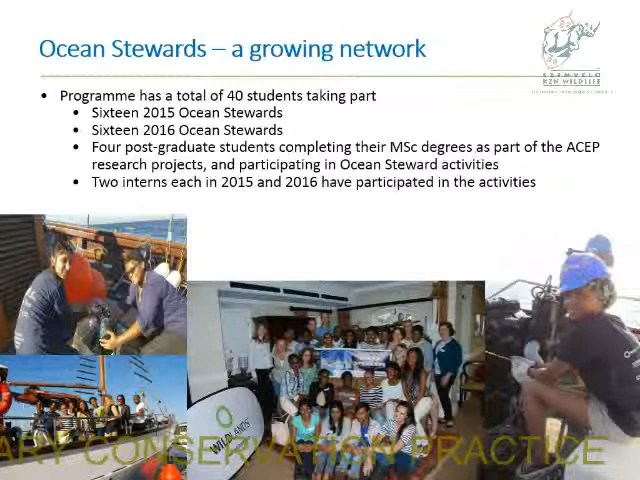 Ocean Stewards – a growing network
EZEMVELO
KZN WILDLIFE
• Programme has a total of 40 students taking part
• Sixteen 2015 Ocean Stewards
• Sixteen 2016 Ocean Stewards
• Four post-graduate students completing their MSc degrees as part of the ACEP
research projects, and participating in Ocean Steward activities
• Two interns each in 2015 and 2016 have participated in the activities
WILDLANDS
ARY CONSERVATION PRACTICE